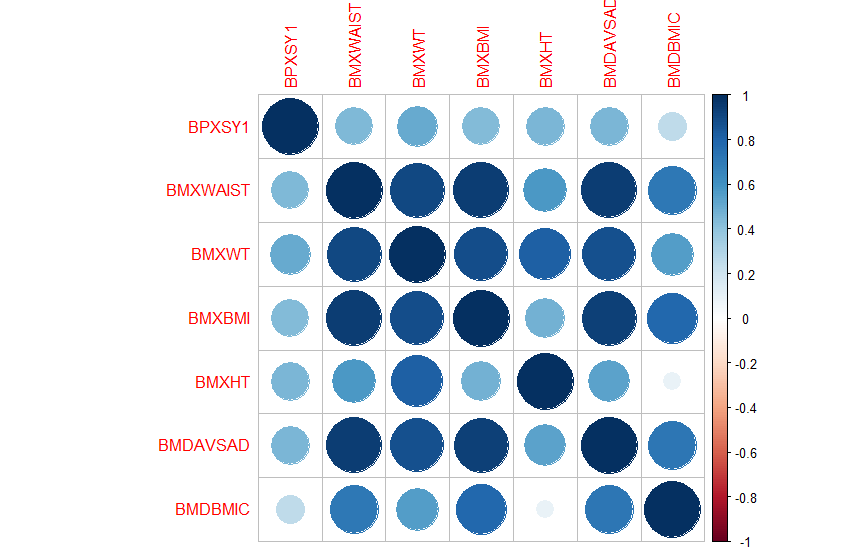 BPXSY1
BMXWAIST
BMXWT
BMXBMI
BMXHT
BMDAVSAD
BMDBMIC
BPXSY1
BMXWAIST
BMXWT
BMXBMI
BMXHT
BMDAVSAD
BMDBMIC
1
0.8
0.6
0.4
0.2
0
-0.2
-0.4
-0.6
-0.8
-1